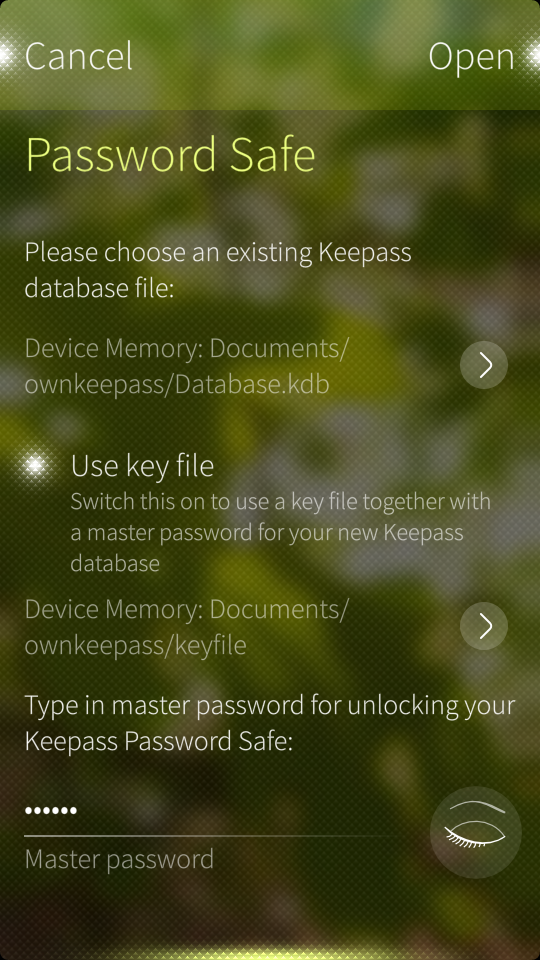 Cancel
Open
Password Safe
Please choose an existing Keepass
database file:
Device Memory: Documents/
ownkeepass/Database.kdb
Use key file
Switch this on to use a key file together with
a master password for your new Keepass
database
Device Memory: Documents/
ownkeepass/keyfile
Type in master password for unlocking your
Keepass Password Safe:
••••••
Master password